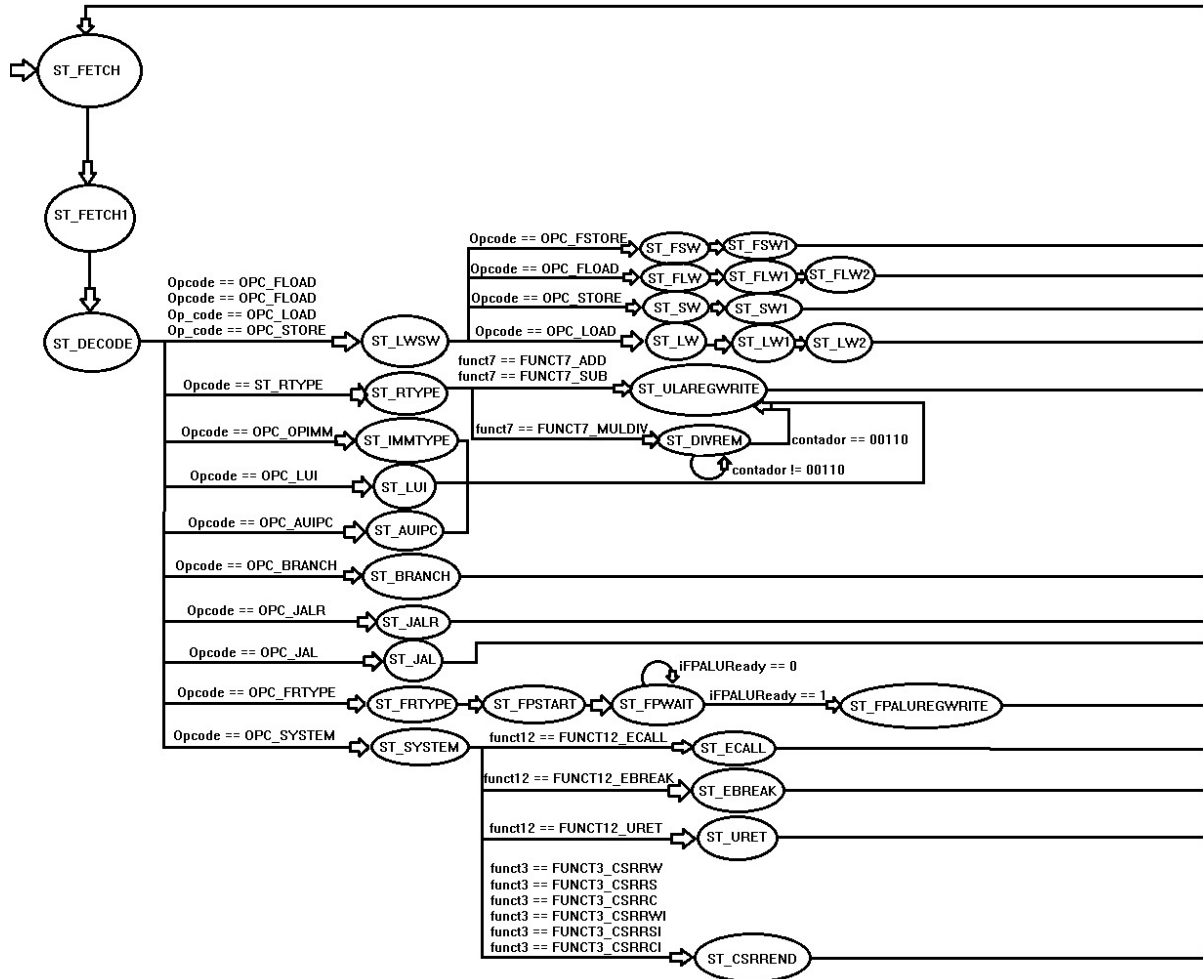 ST_FETCH
ST_FETCH1
ST_DECODE
Opcode == OPC_FLOAD
Opcode == OPC_FLOAD
Op_code == OPC_LOAD
Op_code == OPC_STORE
ST_LWSW
Opcode == OPC_FSTORE
ST_FSW
ST_FSW1
Opcode == OPC_FLOAD
ST_FLW
ST_FLW1
ST_FLW2
Opcode == OPC_STORE
ST_SW
ST_SW1
Opcode == OPC_LOAD
ST_LW
ST_LW1
ST_LW2
Opcode == ST_RTYPE
ST_RTYPE
funct7 == FUNCT7_ADD
funct7 == FUNCT7_SUB
ST_ULAREGWRITE
funct7 == FUNCT7_MULDIV
ST_DIVREM
contador == 00110
contador != 00110
Opcode == OPC_OPIMM
ST_IMMTYPE
Opcode == OPC_LUI
ST_LUI
Opcode == OPC_AUIPC
ST_AUIPC
Opcode == OPC_BRANCH
ST_BRANCH
Opcode == OPC_JALR
ST_JALR
Opcode == OPC_JAL
ST_JAL
Opcode == OPC_FRTYPE
ST_FRTYPE
ST_FPSTART
ST_FPWAIT
iFPALUReady == 0
iFPALUReady == 1
ST_FPALUREGWRITE
Opcode == OPC_SYSTEM
ST_SYSTEM
funct12 == FUNCT12_ECALL
ST_ECALL
funct12 == FUNCT12_EBREAK
ST_EBREAK
funct12 == FUNCT12_URET
ST_URET
funct3 == FUNCT3_CSRRW
funct3 == FUNCT3_CSRRS
funct3 == FUNCT3_CSRRC
funct3 == FUNCT3_CSRRWI
funct3 == FUNCT3_CSRRSI
funct3 == FUNCT3_CSRRCI
ST_CSRREND